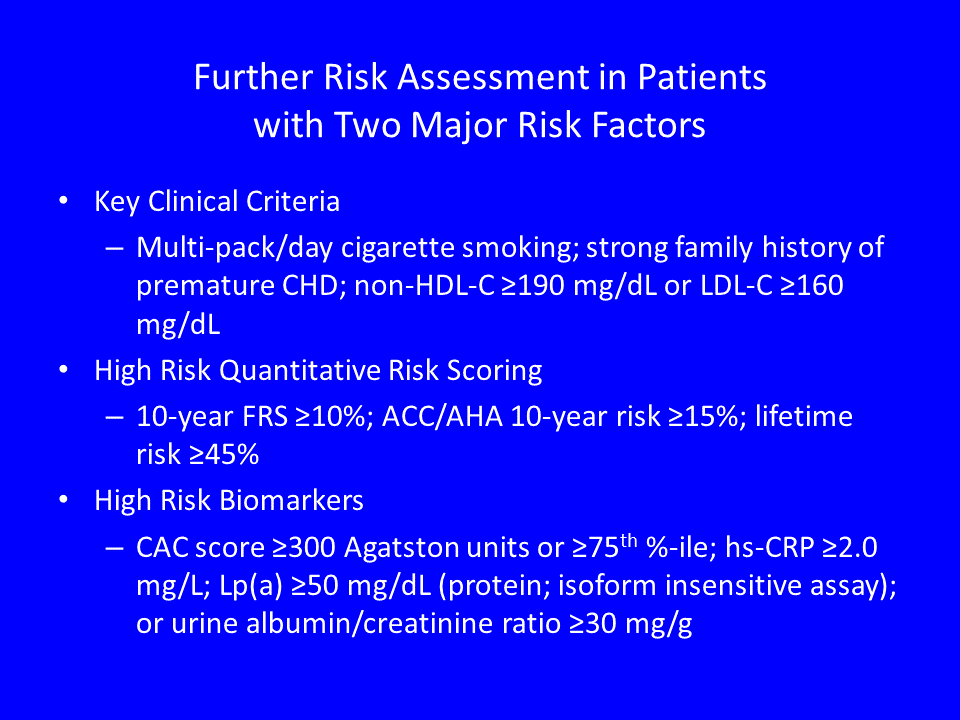 Further Risk Assessment in Patients
with Two Major Risk Factors
• Key Clinical Criteria
– Multi-pack/day cigarette smoking; strong family history of
premature CHD; non-HDL-C ≥190 mg/dL or LDL-C ≥160
mg/dL
• High Risk Quantitative Risk Scoring
– 10-year FRS ≥10%; ACC/AHA 10-year risk ≥15%; lifetime
risk ≥45%
• High Risk Biomarkers
– CAC score ≥300 Agatston units or ≥75th %-ile; hs-CRP ≥2.0
mg/L; Lp(a) ≥50 mg/dL (protein; isoform insensitive assay);
or urine albumin/creatinine ratio ≥30 mg/g